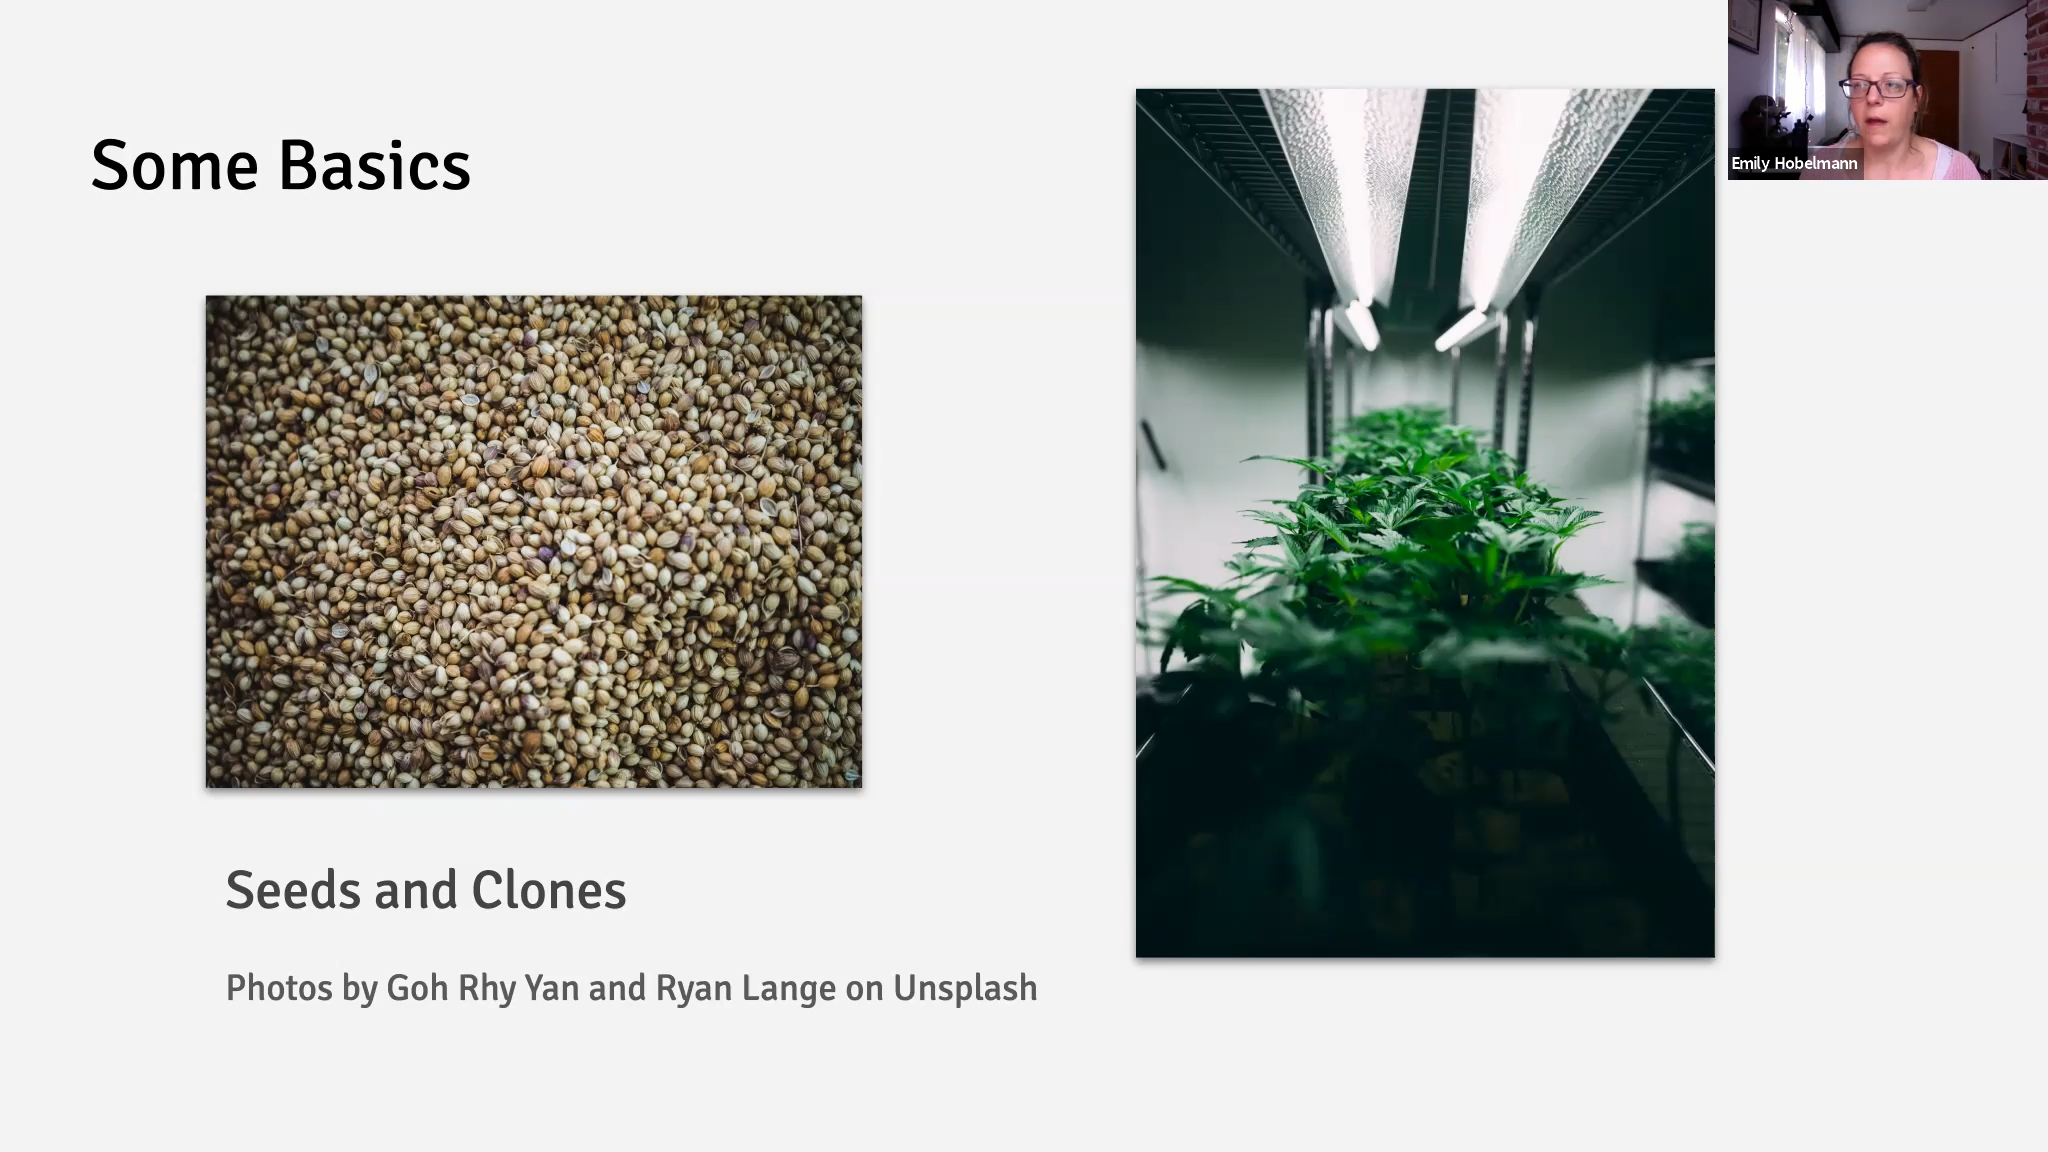 Some Basics
Emily Hobelmann
Seeds and Clones
Photos by Goh Rhy Yan and Ryan Lange on Unsplash